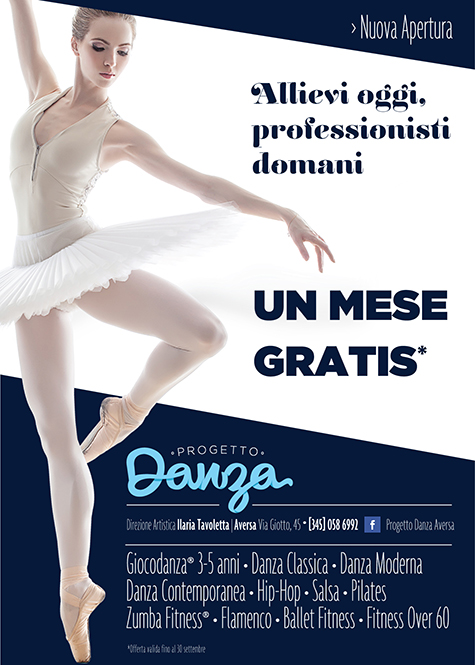 › Nuova Apertura
Allievi oggi,
professionisti
domani
UN MESE
GRATIS*
•PROGETTO•
Danza
Direzione Artistica Ilaria Tavoletta | Aversa Via Giotto, 45 • [345] 058 6992 f Progetto Danza Aversa
Giocodanza® 3-5 anni • Danza Classica • Danza Moderna
Danza Contemporanea • Hip-Hop • Salsa • Pilates
Zumba Fitness® • Flamenco • Ballet Fitness • Fitness Over 60
*Offerta valida fino al 30 settembre